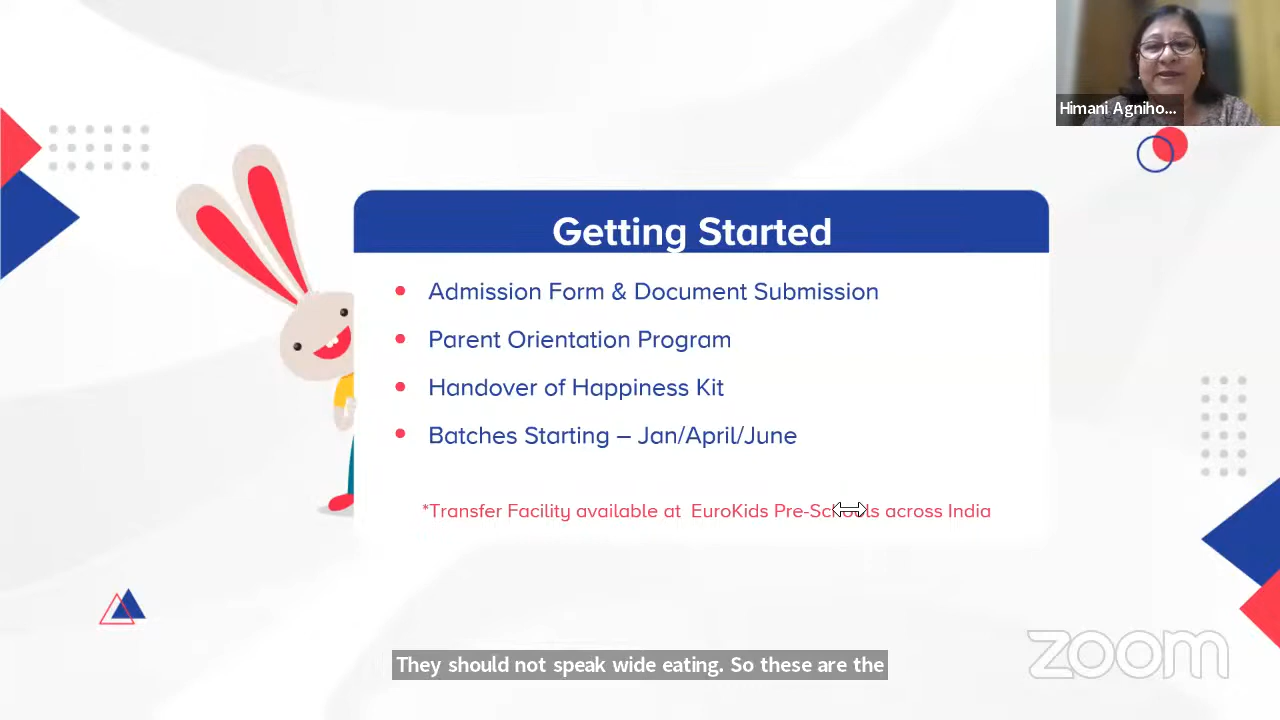 Himani Agniho...
Getting Started
Admission Form & Document Submission
Parent Orientation Program
Handover of Happiness Kit
Batches Starting – Jan/April/June
*Transfer Facility available at EuroKids Pre-Schools across India
They should not speak wide eating. So these are the
zoom